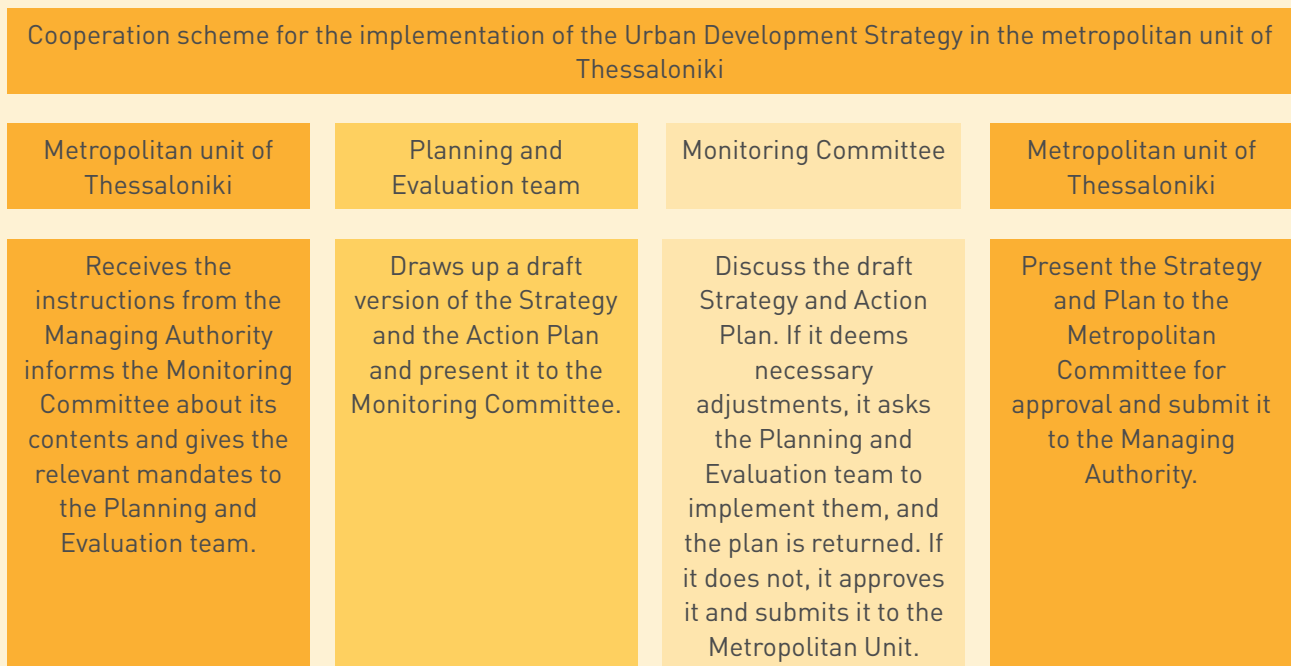 Cooperation scheme for the implementation of the Urban Development Strategy in the metropolitan unit of
Thessaloniki
Metropolitan unit of
Thessaloniki
Planning and
Evaluation team
Monitoring Committee
Metropolitan unit of
Thessaloniki
Receives the
instructions from the
Managing Authority
informs the Monitoring
Committee about its
contents and gives the
relevant mandates to
the Planning and
Evaluation team.
Draws up a draft
version of the Strategy
and the Action Plan
and present it to the
Monitoring Committee.
Discuss the draft
Strategy and Action
Plan. If it deems
necessary
adjustments, it asks
the Planning and
Evaluation team to
implement them, and
the plan is returned. If
it does not, it approves
it and submits it to the
Metropolitan Unit.
Present the Strategy
and Plan to the
Metropolitan
Committee for
approval and submit it
to the Managing
Authority.